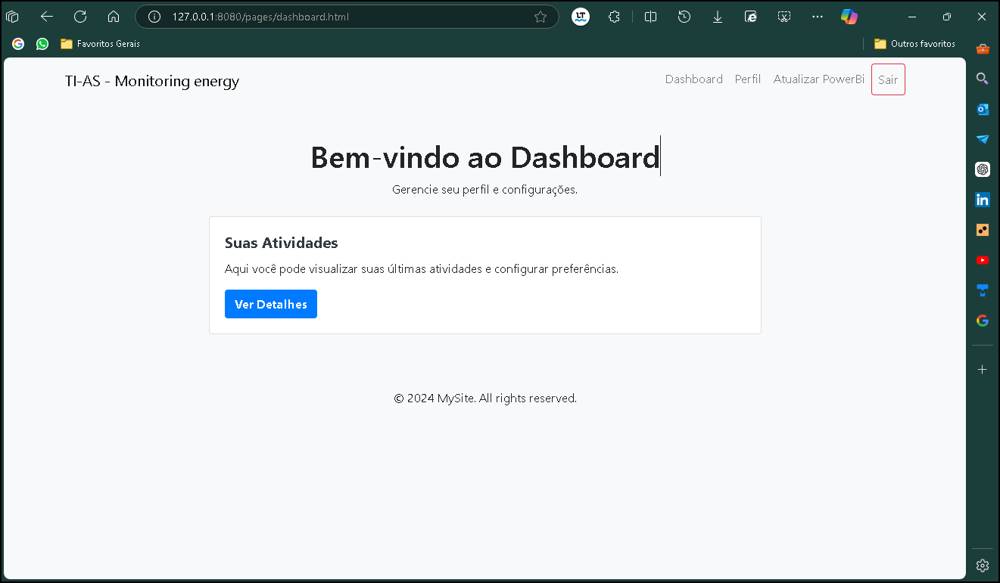 127.0.0.1:8080/pages/dashboard.html
LT
Favoritos Gerais
Outros favoritos
TI-AS - Monitoring energy
Dashboard Perfil Atualizar PowerBi Sair
Bem-vindo ao Dashboard
Gerencie seu perfil e configurações.
Suas Atividades
Aqui você pode visualizar suas últimas atividades e configurar preferências.
Ver Detalhes
© 2024 MySite. All rights reserved.